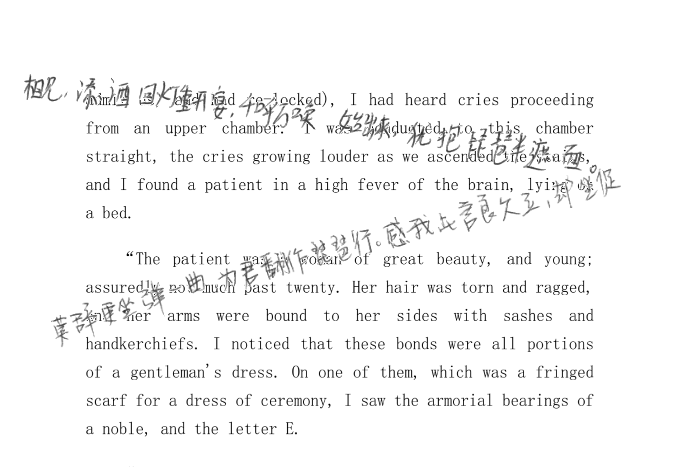 相见,添酒回灯重开宴,千呼万唤 始出来,犹抱琵琶半遮面。
and re-locked), I had heard cries proceeding
from an upper chamber. I was conducted to this chamber
straight, the cries growing louder as we ascended the stairs,
and I found a patient in a high fever of the brain, lying on
a bed.
莫辞更坐弹一曲 为君翻作琵琶行。感我此言良久立,却坐促
“The patient was a woman of great beauty, and young;
assuredly not much past twenty. Her hair was torn and ragged,
and her arms were bound to her sides with sashes and
handkerchiefs. I noticed that these bonds were all portions
of a gentleman's dress. On one of them, which was a fringed
scarf for a dress of ceremony, I saw the armorial bearings of
a noble, and the letter E.